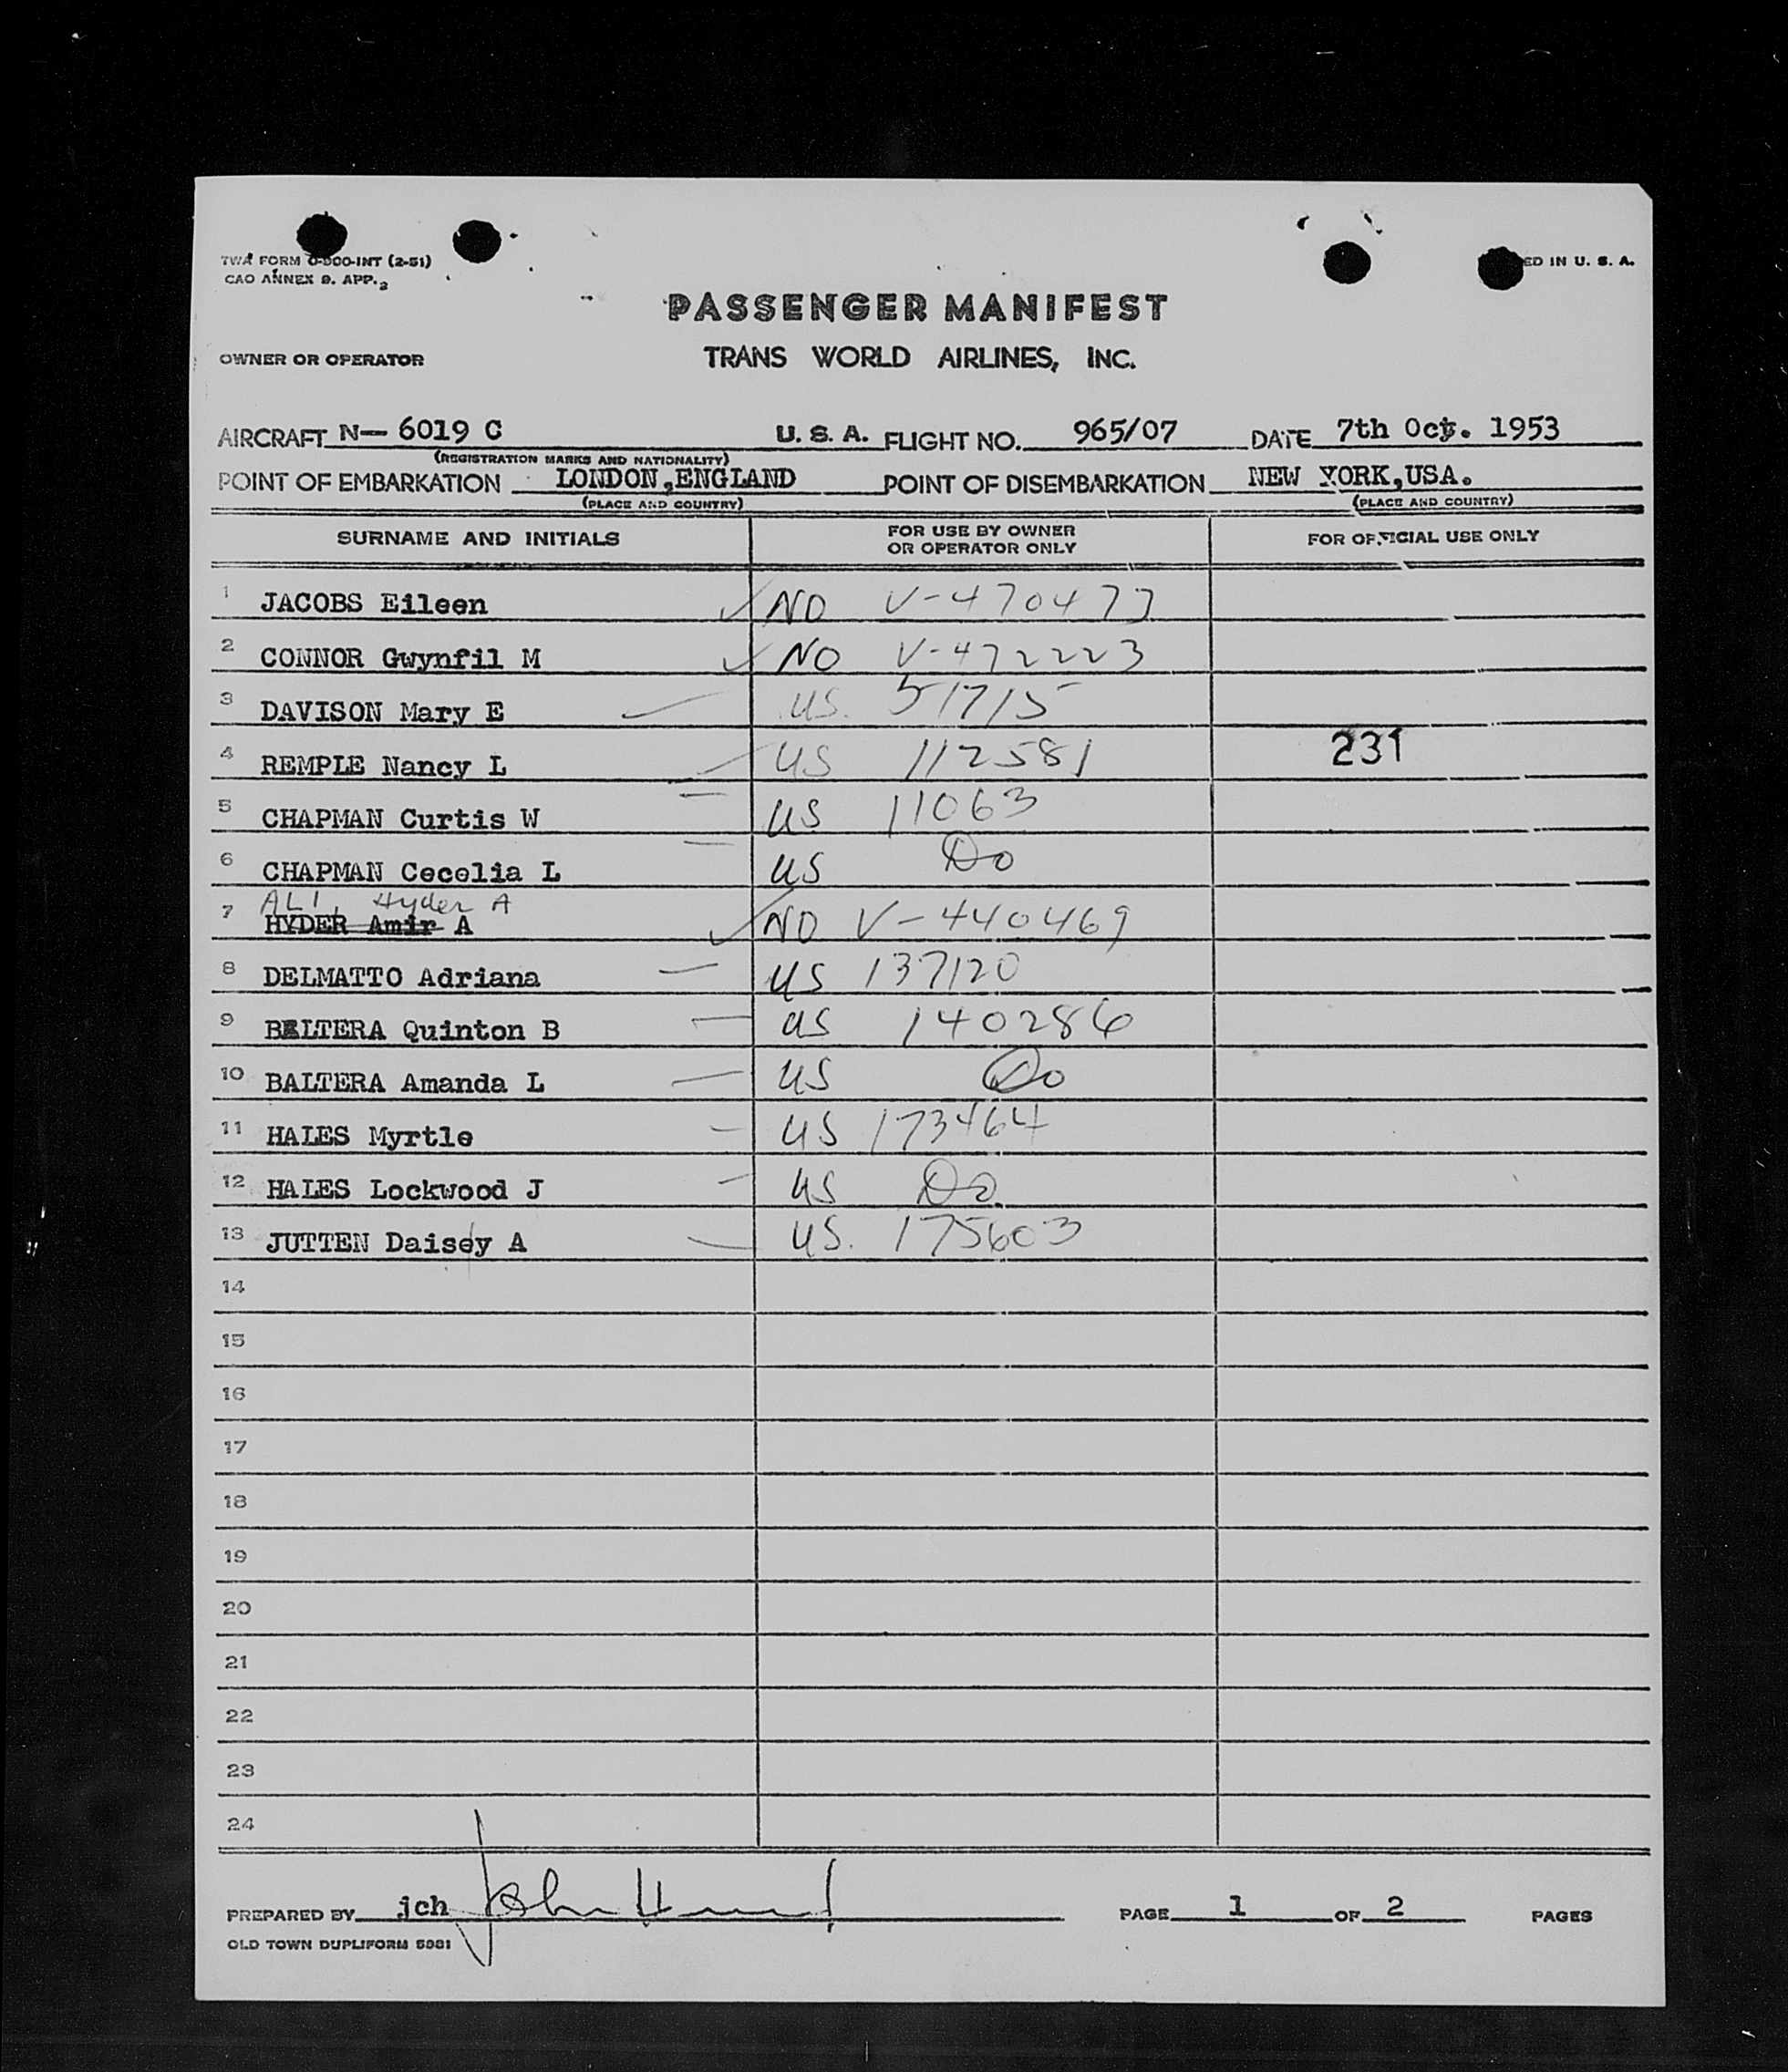 TWA FORM O-300-INT (2-51)
CAO ANNEX 9. APP. 2
ED IN U. S. A.
PASSENGER MANIFEST
OWNER OR OPERATOR TRANS WORLD AIRLINES, INC.
AIRCRAFT N- 6019 C U. S. A. FLIGHT NO. 965/07 DATE 7th Oct. 1953
(REGISTRATION MARKS AND NATIONALITY)
POINT OF EMBARKATION LONDON, ENGLAND POINT OF DISEMBARKATION NEW YORK, USA.
(PLACE AND COUNTRY) (PLACE AND COUNTRY)
SURNAME AND INITIALS FOR USE BY OWNER OR OPERATOR ONLY FOR OFFICIAL USE ONLY
1 JACOBS Eileen NO V-470473
2 CONNOR Gwynfil M NO V-472223
3 DAVISON Mary E US. 51715
4 REMPLE Nancy L US 112581 231
5 CHAPMAN Curtis W US 11063
6 CHAPMAN Cecelia L US Do
ALI, Hyder A
7 HYDER Amir A NO V-440469
8 DELMATTO Adriana US 137120
9 BALTERA Quinton B US 140286
10 BALTERA Amanda L US Do
11 HALES Myrtle US 173464
12 HALES Lockwood J US Do
13 JUTTEN Daisey A US. 175603
14
15
16
17
18
19
20
21
22
23
24
PREPARED BY jch PAGE 1 OF 2 PAGES
OLD TOWN DUPLIFORM 5981